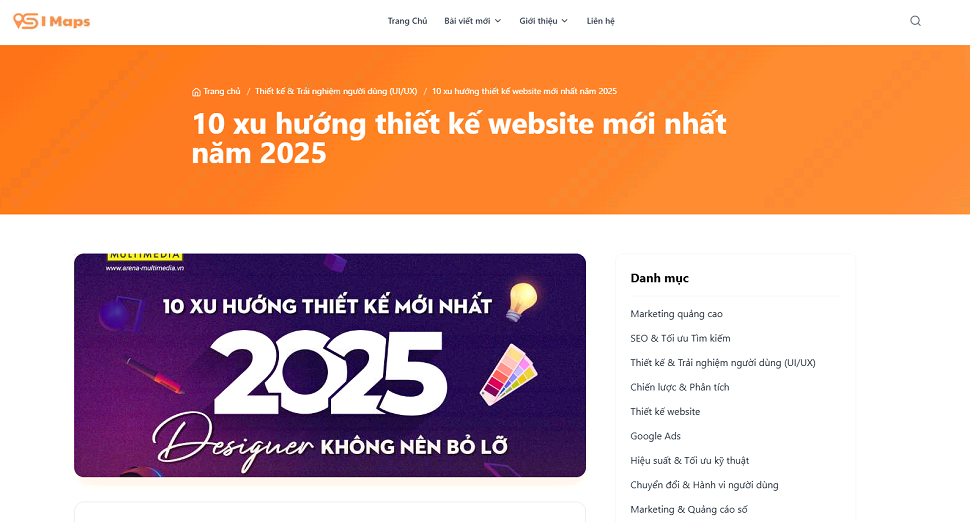 S I Maps
Trang Chủ
Bài viết mới
Giới thiệu
Liên hệ
Trang chủ / Thiết kế & Trải nghiệm người dùng (UI/UX) / 10 xu hướng thiết kế website mới nhất năm 2025
10 xu hướng thiết kế website mới nhất
năm 2025
MULTIMEDIA
www.arena-multimedia.vn
10 XU HƯỚNG THIẾT KẾ MỚI NHẤT
2025
Designer KHÔNG NÊN BỎ LỠ
Danh mục
Marketing quảng cao
SEO & Tối ưu Tìm kiếm
Thiết kế & Trải nghiệm người dùng (UI/UX)
Chiến lược & Phân tích
Thiết kế website
Google Ads
Hiệu suất & Tối ưu kỹ thuật
Chuyển đổi & Hành vi người dùng
Marketing & Quảng cáo số